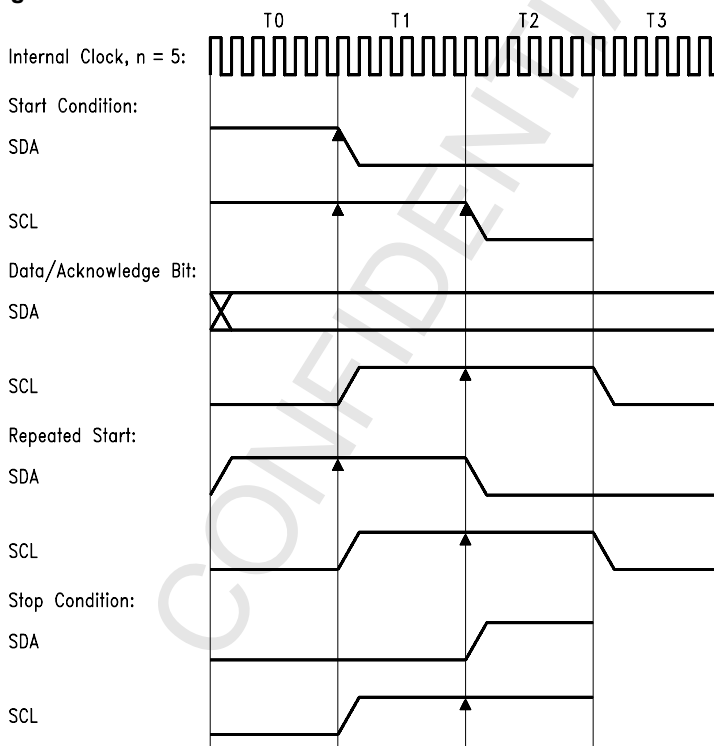 T0 T1 T2 T3
Internal Clock, n = 5:
Start Condition:
SDA
SCL
Data/Acknowledge Bit:
SDA
SCL
Repeated Start:
SDA
SCL
Stop Condition:
SDA
SCL